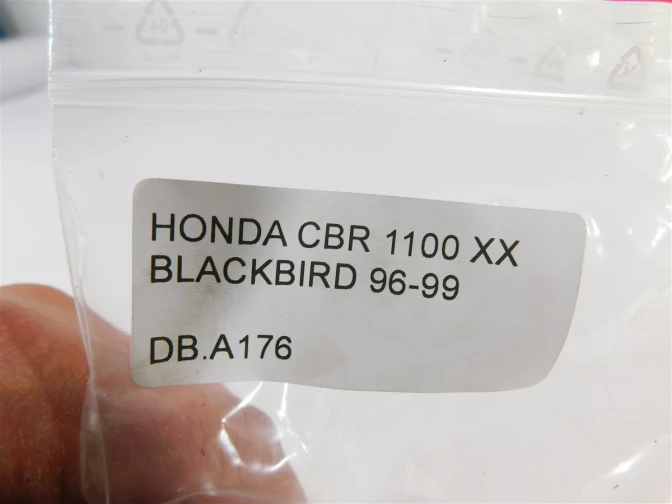 HONDA CBR 1100 XX
BLACKBIRD 96-99
DB.A176